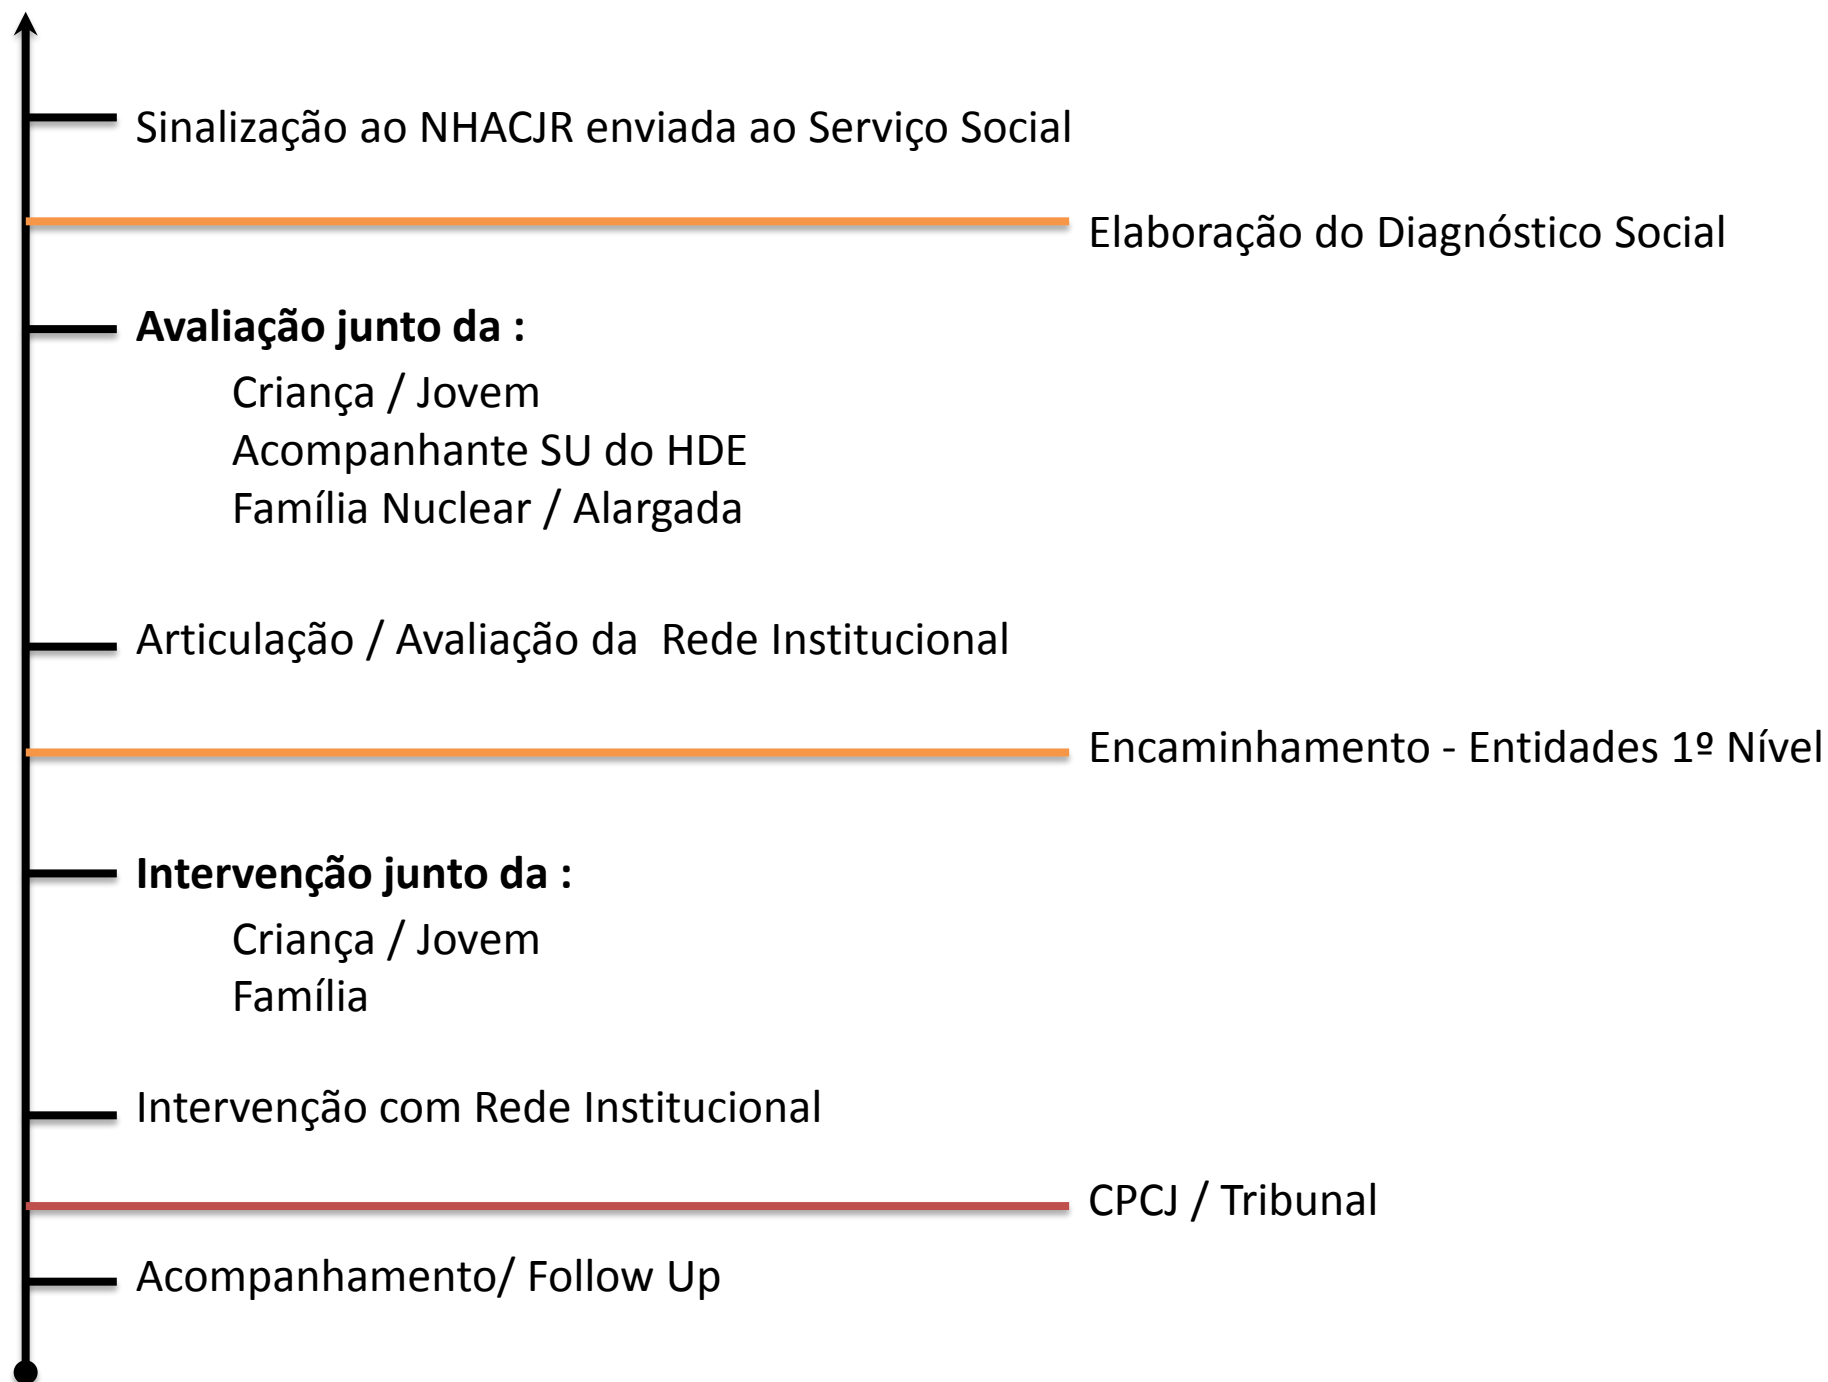 Sinalização ao NHACJR enviada ao Serviço Social
Elaboração do Diagnóstico Social
Avaliação junto da :
Criança / Jovem
Acompanhante SU do HDE
Família Nuclear / Alargada
Articulação / Avaliação da  Rede Institucional
Encaminhamento - Entidades 1º Nível
Intervenção junto da :
Criança / Jovem
Família
Intervenção com Rede Institucional
CPCJ / Tribunal
Acompanhamento/ Follow Up